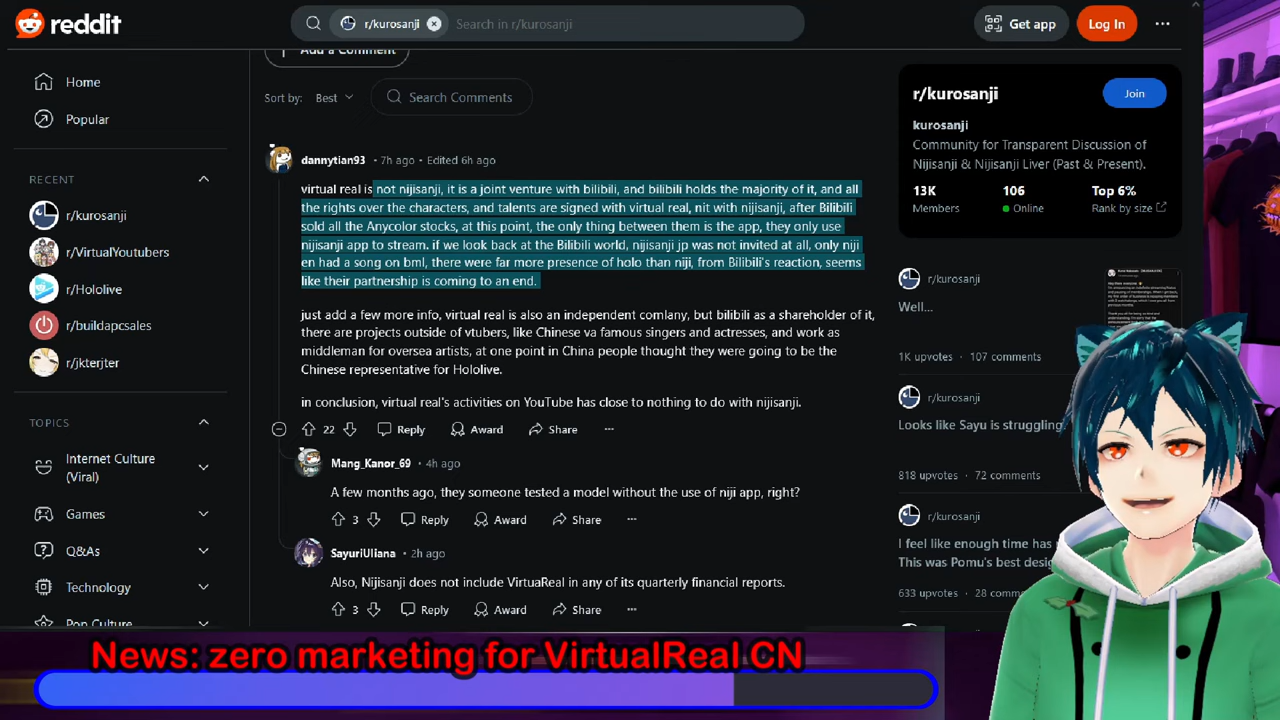 reddit
r/kurosanji
Search in r/kurosanji
Get app
Log In
Home
Popular
RECENT
r/kurosanji
r/VirtualYoutubers
r/Hololive
r/buildapcsales
r/jkterjter
TOPICS
Internet Culture
(Viral)
Games
Q&As
Technology
Pop Culture
Add a Comment
Sort by: Best
Search Comments
dannytian93 • 7h ago • Edited 6h ago
virtual real is not nijisanji, it is a joint venture with bilibili, and bilibili holds the majority of it, and all
the rights over the characters, and talents are signed with virtual real, nit with nijisanji, after Bilibili
sold all the Anycolor stocks, at this point, the only thing between them is the app, they only use
nijisanji app to stream. if we look back at the Bilibili world, nijisanji jp was not invited at all, only niji
en had a song on bml, there were far more presence of holo than niji, from Bilibili's reaction, seems
like their partnership is coming to an end.
just add a few more info, virtual real is also an independent comlany, but bilibili as a shareholder of it,
there are projects other than vtubers, like Chinese va famous singers and actresses, and work as
middleman for oversea artists, at one point in China people thought they were going to be the
Chinese representative for Hololive.
in conclusion, virtual real's activities on YouTube has close to nothing to do with nijisanji.
22 Reply Award Share
Mang_Kanor_69 • 4h ago
A few months ago, they someone tested a model without the use of niji app, right?
3 Reply Award Share
SayuriUliana • 2h ago
Also, Nijisanji does not include VirtuaReal in any of its quarterly financial reports.
3 Reply Award Share
r/kurosanji
Join
kurosanji
Community for Transparent Discussion of
Nijisanji & Nijisanji Liver (Past & Present).
13K 106 Top 6%
Members Online Rank by size
r/kurosanji
Well...
1K upvotes • 107 comments
r/kurosanji
Looks like Sayu is struggling
818 upvotes • 72 comments
r/kurosanji
I feel like enough time has
This was Pomu's best desig
633 upvotes • 28 comme
News: zero marketing for VirtualReal CN